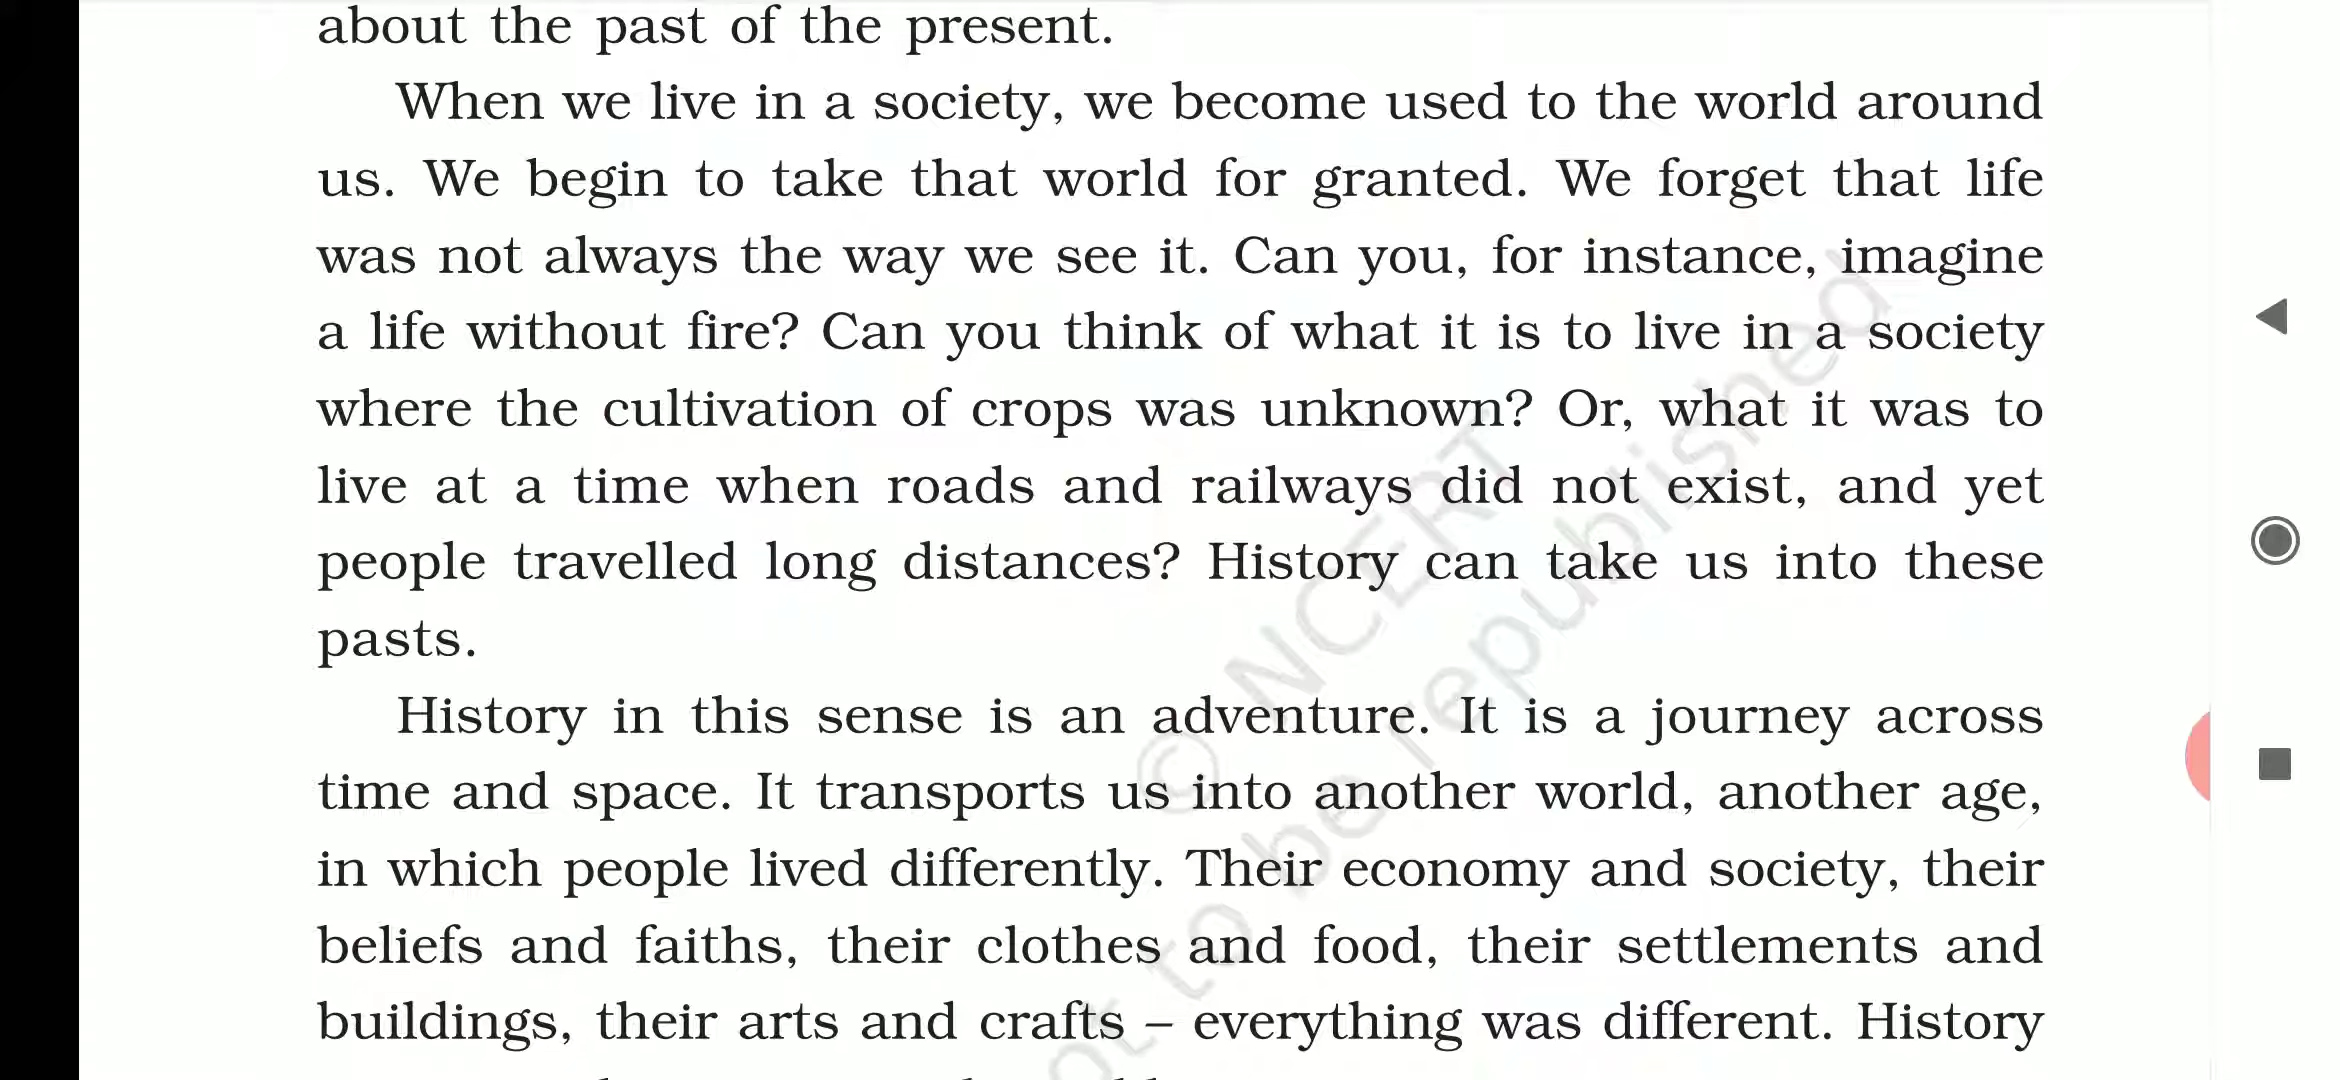 about the past of the present.
When we live in a society, we become used to the world around
us. We begin to take that world for granted. We forget that life
was not always the way we see it. Can you, for instance, imagine
a life without fire? Can you think of what it is to live in a society
where the cultivation of crops was unknown? Or, what it was to
live at a time when roads and railways did not exist, and yet
people travelled long distances? History can take us into these
pasts.
History in this sense is an adventure. It is a journey across
time and space. It transports us into another world, another age,
in which people lived differently. Their economy and society, their
beliefs and faiths, their clothes and food, their settlements and
buildings, their arts and crafts – everything was different. History
© NCERT
to be republished